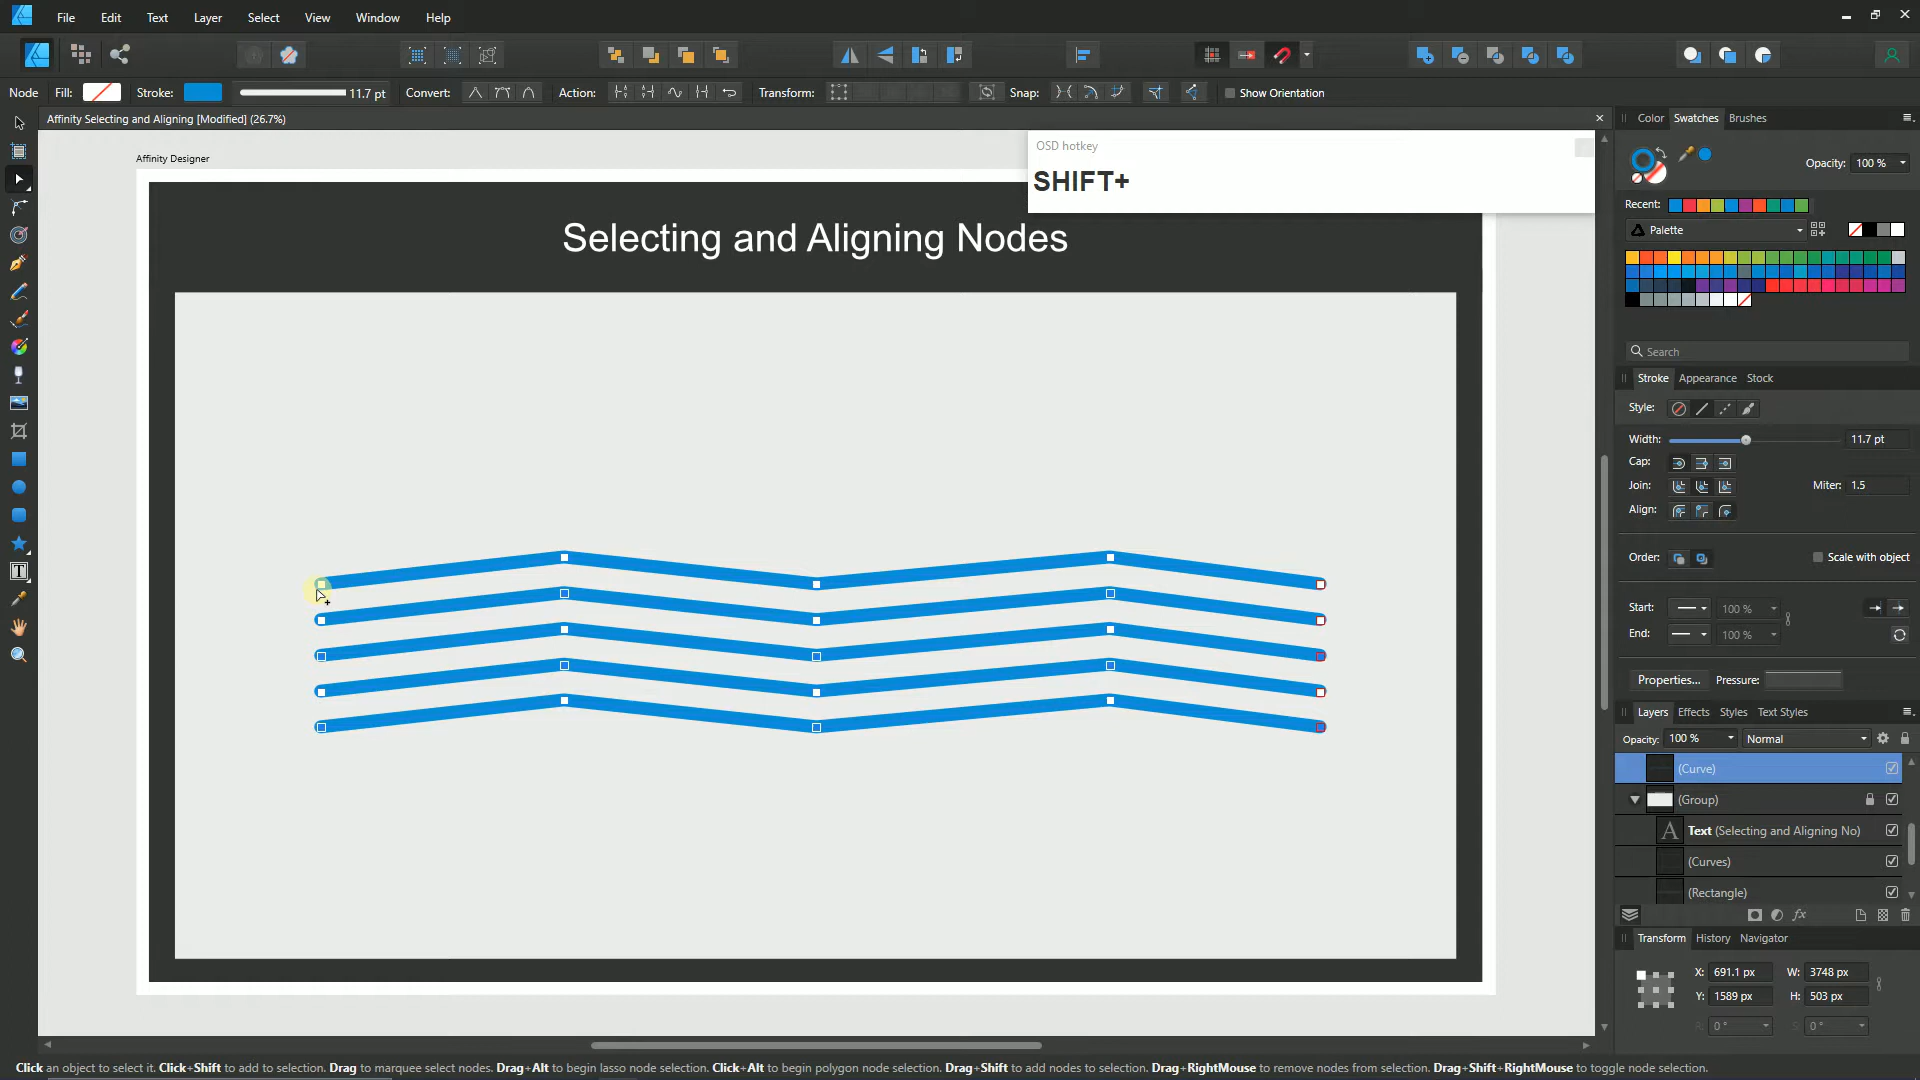 File Edit Text Layer Select View Window Help
Node Fill: Stroke: 11.7 pt Convert: Action: Transform: Snap: Show Orientation
Affinity Selecting and Aligning [Modified] (26.7%)
Affinity Designer
OSD hotkey
SHIFT+
Selecting and Aligning Nodes
Color Swatches Brushes
Opacity: 100 %
Recent:
Palette
Search
Stroke Appearance Stock
Style:
Width: 11.7 pt
Cap:
Join: Miter: 1.5
Align:
Order: Scale with object
Start: 100 %
End: 100 %
Properties... Pressure:
Layers Effects Styles Text Styles
Opacity: 100 % Normal
(Curve)
(Group)
A Text (Selecting and Aligning No)
(Curves)
(Rectangle)
fx
Transform History Navigator
X: 691.1 px W: 3748 px
Y: 1589 px H: 503 px
R: 0 ° S: 0 °
Click an object to select it. Click+Shift to add to selection. Drag to marquee select nodes. Drag+Alt to begin lasso node selection. Click+Alt to begin polygon node selection. Drag+Shift to add nodes to selection. Drag+RightMouse to remove nodes from selection. Drag+Shift+RightMouse to toggle node selection.